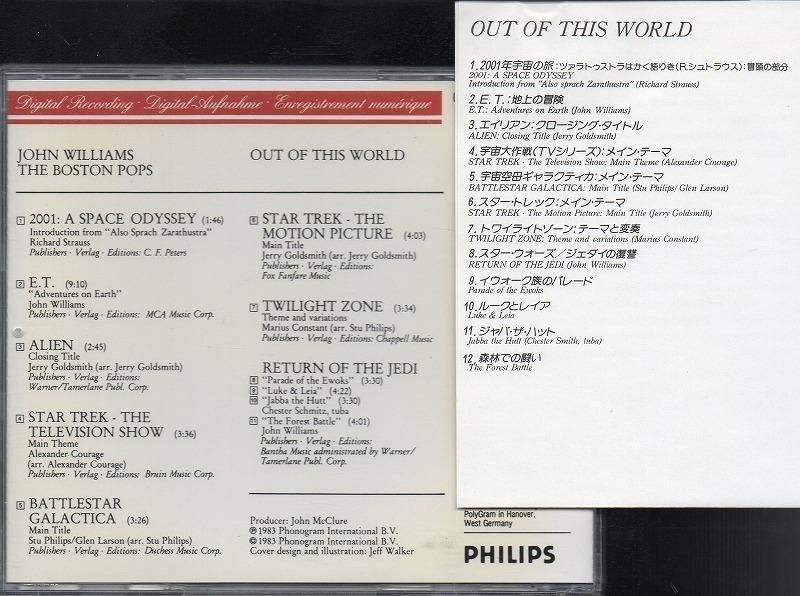 Digital Recording · Digital-Aufnahme · Enregistrement numérique
JOHN WILLIAMS
THE BOSTON POPS
OUT OF THIS WORLD
1 2001: A SPACE ODYSSEY (1:46)
Introduction from "Also Sprach Zarathustra"
Richard Strauss
Publishers · Verlag · Editions: C. F. Peters
2 E.T. (9:10)
"Adventures on Earth"
John Williams
Publishers · Verlag · Editions: MCA Music Corp.
3 ALIEN (2:45)
Closing Title
Jerry Goldsmith (arr. Jerry Goldsmith)
Publishers · Verlag · Editions:
Warner/Tamerlane Publ. Corp.
4 STAR TREK - THE
TELEVISION SHOW (3:36)
Main Theme
Alexander Courage
(arr. Alexander Courage)
Publishers · Verlag · Editions: Bruin Music Corp.
5 BATTLESTAR
GALACTICA (3:26)
Main Title
Stu Philips/Glen Larson (arr. Stu Philips)
Publishers · Verlag · Editions: Duchess Music Corp.
6 STAR TREK - THE
MOTION PICTURE (4:03)
Main Title
Jerry Goldsmith (arr. Jerry Goldsmith)
Publishers · Verlag · Editions:
Fox Fanfare Music
7 TWILIGHT ZONE (3:34)
Theme and variations
Marius Constant (arr. Stu Philips)
Publishers · Verlag · Editions: Chappell Music
RETURN OF THE JEDI
8 "Parade of the Ewoks" (3:30)
9 "Luke & Leia" (4:22)
10 "Jabba the Hutt" (3:30)
Chester Schmitz, tuba
11 "The Forest Battle" (4:01)
John Williams
Publishers · Verlag · Editions:
Bantha Music administered by Warner/
Tamerlane Publ. Corp.
Producer: John McClure
℗ 1983 Phonogram International B.V.
© 1983 Phonogram International B.V.
Cover design and illustration: Jeff Walker
PolyGram in Hanover,
West Germany
PHILIPS
OUT OF THIS WORLD
1. 2001年宇宙の旅：ツァラトゥストラはかく語りき（R.シュトラウス）：冒頭の部分
2001: A SPACE ODYSSEY
Introduction from "Also sprach Zarathustra" (Richard Strauss)
2. E. T.：地上の冒険
E.T.: Adventures on Earth (John Williams)
3. エイリアン：クロージング・タイトル
ALIEN: Closing Title (Jerry Goldsmith)
4. 宇宙大作戦(TVシリーズ)：メイン・テーマ
STAR TREK · The Television Show: Main Theme (Alexander Courage)
5. 宇宙空母ギャラクティカ：メイン・テーマ
BATTLESTAR GALACTICA: Main Title (Stu Philips/ Glen Larson)
6. スター・トレック：メイン・テーマ
STAR TREK · The Motion Picture: Main Title (Jerry Goldsmith)
7. トワイライトゾーン：テーマと変奏
TWILIGHT ZONE: Theme and variations (Marius Constant)
8. スター・ウォーズ／ジェダイの復讐
RETURN OF THE JEDI (John Williams)
9. イウォーク族のパレード
Parade of the Ewoks
10. ルークとレイア
Luke & Leia
11. ジャバ・ザ・ハット
Jabba the Hutt (Chester Smith, tuba)
12. 森林での闘い
The Forest Battle